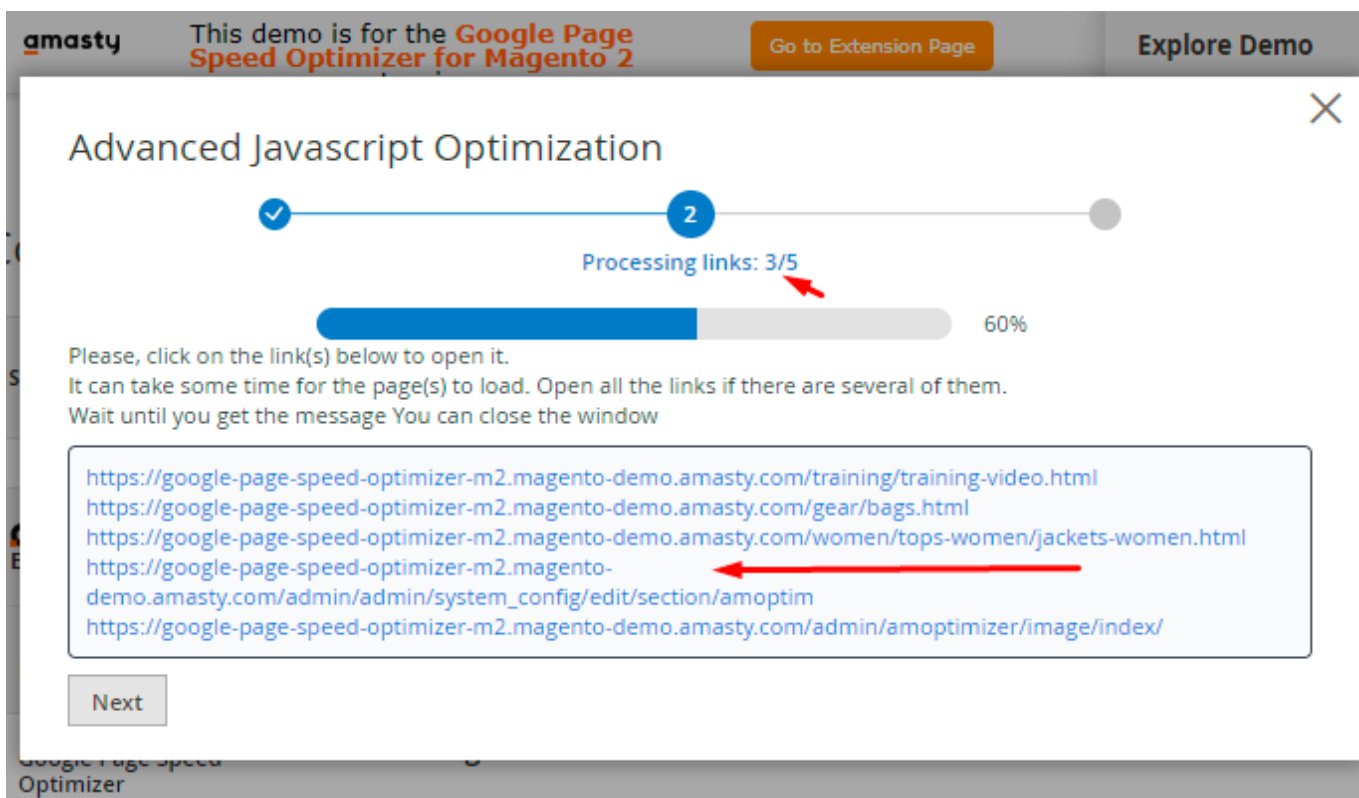 amasty
This demo is for the Google Page
Speed Optimizer for Magento 2
Go to Extension Page
Explore Demo
Advanced Javascript Optimization
2
Processing links: 3/5
60%
Please, click on the link(s) below to open it.
It can take some time for the page(s) to load. Open all the links if there are several of them.
Wait until you get the message You can close the window
https://google-page-speed-optimizer-m2.magento-demo.amasty.com/training/training-video.html
https://google-page-speed-optimizer-m2.magento-demo.amasty.com/gear/bags.html
https://google-page-speed-optimizer-m2.magento-demo.amasty.com/women/tops-women/jackets-women.html
https://google-page-speed-optimizer-m2.magento-
demo.amasty.com/admin/admin/system_config/edit/section/amoptim
https://google-page-speed-optimizer-m2.magento-demo.amasty.com/admin/amoptimizer/image/index/
Next
Google Page Speed
Optimizer